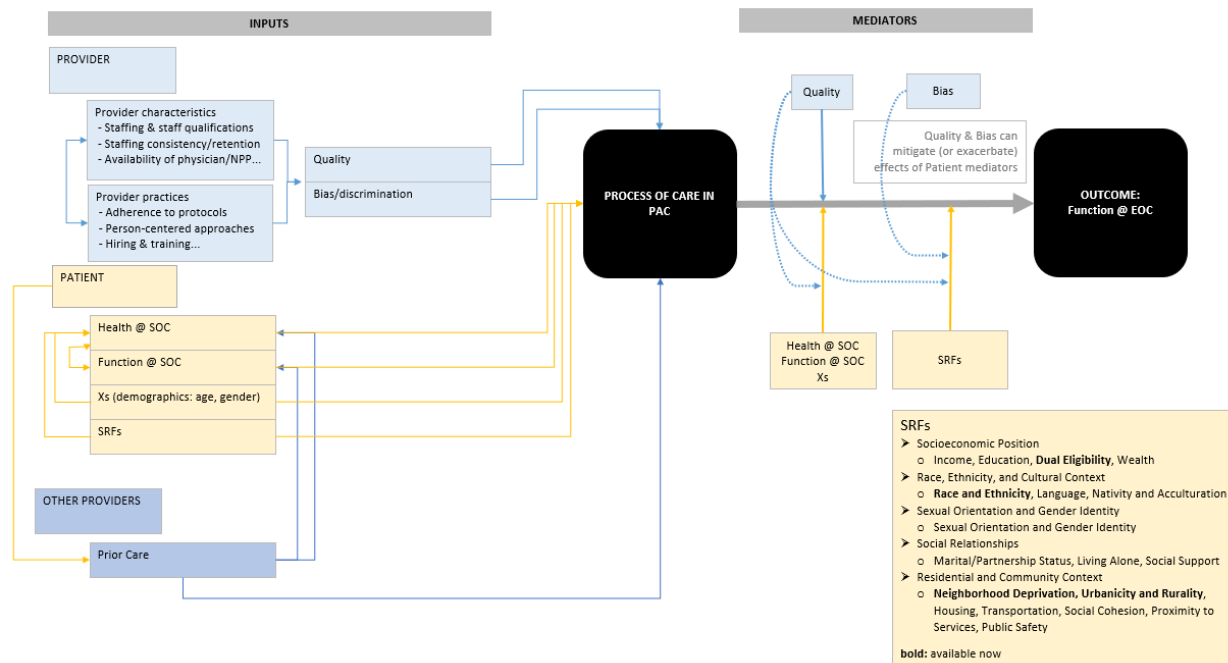 INPUTS
MEDIATORS
PROVIDER
Provider characteristics
- Staffing & staff qualifications
- Staffing consistency/retention
- Availability of physician/NPP...
Provider practices
- Adherence to protocols
- Person-centered approaches
- Hiring & training...
Quality
Bias/discrimination
PATIENT
Health @ SOC
Function @ SOC
Xs (demographics: age, gender)
SRFs
OTHER PROVIDERS
Prior Care
PROCESS OF CARE IN
PAC
Quality
Bias
Quality & Bias can
mitigate (or exacerbate)
effects of Patient mediators
OUTCOME:
Function @ EOC
Health @ SOC
Function @ SOC
Xs
SRFs
SRFs
➢ Socioeconomic Position
o Income, Education, Dual Eligibility, Wealth
➢ Race, Ethnicity, and Cultural Context
o Race and Ethnicity, Language, Nativity and Acculturation
➢ Sexual Orientation and Gender Identity
o Sexual Orientation and Gender Identity
➢ Social Relationships
o Marital/Partnership Status, Living Alone, Social Support
➢ Residential and Community Context
o Neighborhood Deprivation, Urbanicity and Rurality,
Housing, Transportation, Social Cohesion, Proximity to
Services, Public Safety
bold: available now